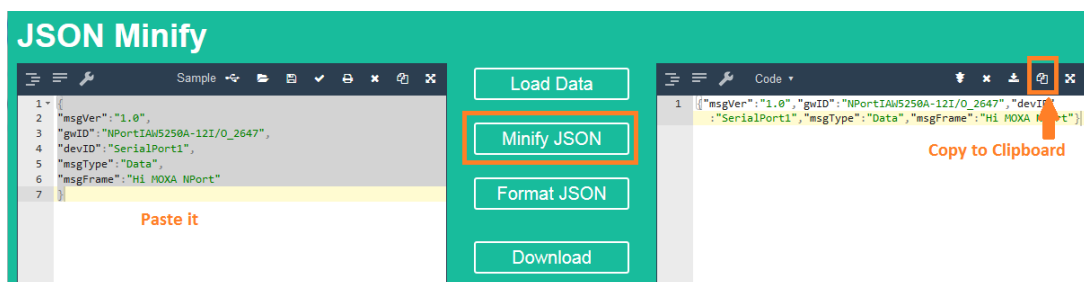 JSON Minify
Sample
1 {
2 "msgVer":"1.0",
3 "gwID":"NPortIAW5250A-12I/O_2647",
4 "devID":"SerialPort1",
5 "msgType":"Data",
6 "msgFrame":"Hi MOXA NPort"
7 }
Paste it
Load Data
Minify JSON
Format JSON
Download
Code
1 {"msgVer":"1.0","gwID":"NPortIAW5250A-12I/O_2647","devID"
:"SerialPort1","msgType":"Data","msgFrame":"Hi MOXA NPort"}
Copy to Clipboard